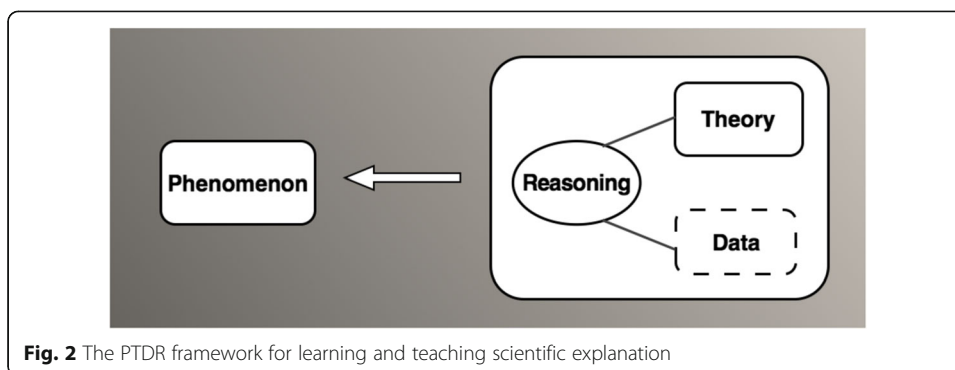 Theory
Phenomenon
Reasoning
Data
Fig. 2 The PTDR framework for learning and teaching scientific explanation